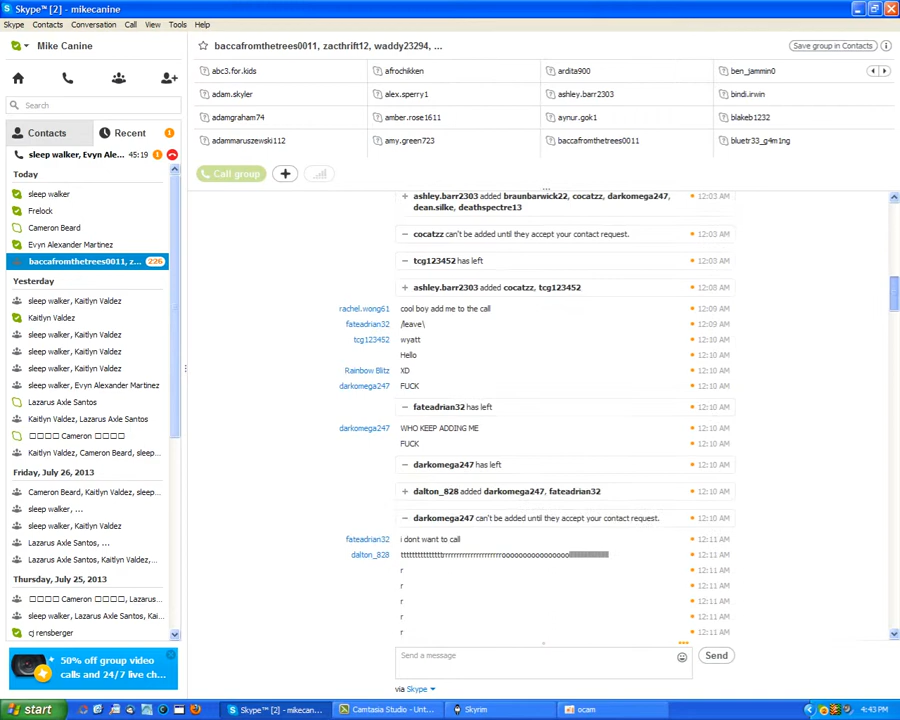 Skype™ [2] - mikecanine
Skype Contacts Conversation Call View Tools Help
Mike Canine
Search
Contacts
Recent 1
sleep walker, Evyn Ale... 45:19 1
Today
sleep walker
Frelock
Cameron Beard
Evyn Alexander Martinez
baccafromthetrees0011, z... 226
Yesterday
sleep walker, Kaitlyn Valdez
Kaitlyn Valdez
sleep walker, Kaitlyn Valdez
sleep walker, Kaitlyn Valdez
sleep walker, Kaitlyn Valdez
sleep walker, Evyn Alexander Martinez
Lazarus Axle Santos
Kaitlyn Valdez, Lazarus Axle Santos
□□□□ Cameron □□□□
Kaitlyn Valdez, Cameron Beard, sleep...
Friday, July 26, 2013
Cameron Beard, Kaitlyn Valdez, sleep...
sleep walker, ...
sleep walker, Kaitlyn Valdez
Lazarus Axle Santos, ...
Lazarus Axle Santos, Kaitlyn Valdez,...
Thursday, July 25, 2013
□□□□ Cameron □□□□, Lazarus...
sleep walker, Lazarus Axle Santos, Kai...
cj rensberger
50% off group video
calls and 24/7 live ch...
baccafromthetrees0011, zacthrift12, waddy23294, ...
Save group in Contacts
abc3.for.kids afrochikken ardita900 ben_jammin0
adam.skyler alex.sperry1 ashley.barr2303 bindi.irwin
adamgraham74 amber.rose1611 aynur.gok1 blakeb1232
adammaruszewski112 amy.green723 baccafromthetrees0011 bluetr33_g4m1ng
Call group
ashley.barr2303 added braunbarwick22, cocatzz, darkomega247, 12:03 AM
dean.silke, deathspectre13
cocatzz can't be added until they accept your contact request. 12:03 AM
tcg123452 has left 12:03 AM
ashley.barr2303 added cocatzz, tcg123452 12:08 AM
rachel.wong61 cool boy add me to the call 12:09 AM
fateadrian32 /leave\ 12:09 AM
tcg123452 wyatt 12:10 AM
Hello 12:10 AM
Rainbow Blitz XD 12:10 AM
darkomega247 FUCK 12:10 AM
fateadrian32 has left 12:10 AM
darkomega247 WHO KEEP ADDING ME 12:10 AM
FUCK 12:10 AM
darkomega247 has left 12:10 AM
dalton_828 added darkomega247, fateadrian32 12:10 AM
darkomega247 can't be added until they accept your contact request. 12:10 AM
fateadrian32 i dont want to call 12:11 AM
dalton_828 12:11 AM
r 12:11 AM
r 12:11 AM
r 12:11 AM
r 12:11 AM
r 12:11 AM
Send a message
Send
via Skype
start
Skype™ [2] - mikecani...
Camtasia Studio - Unt...
Skyrim
ocam
4:43 PM